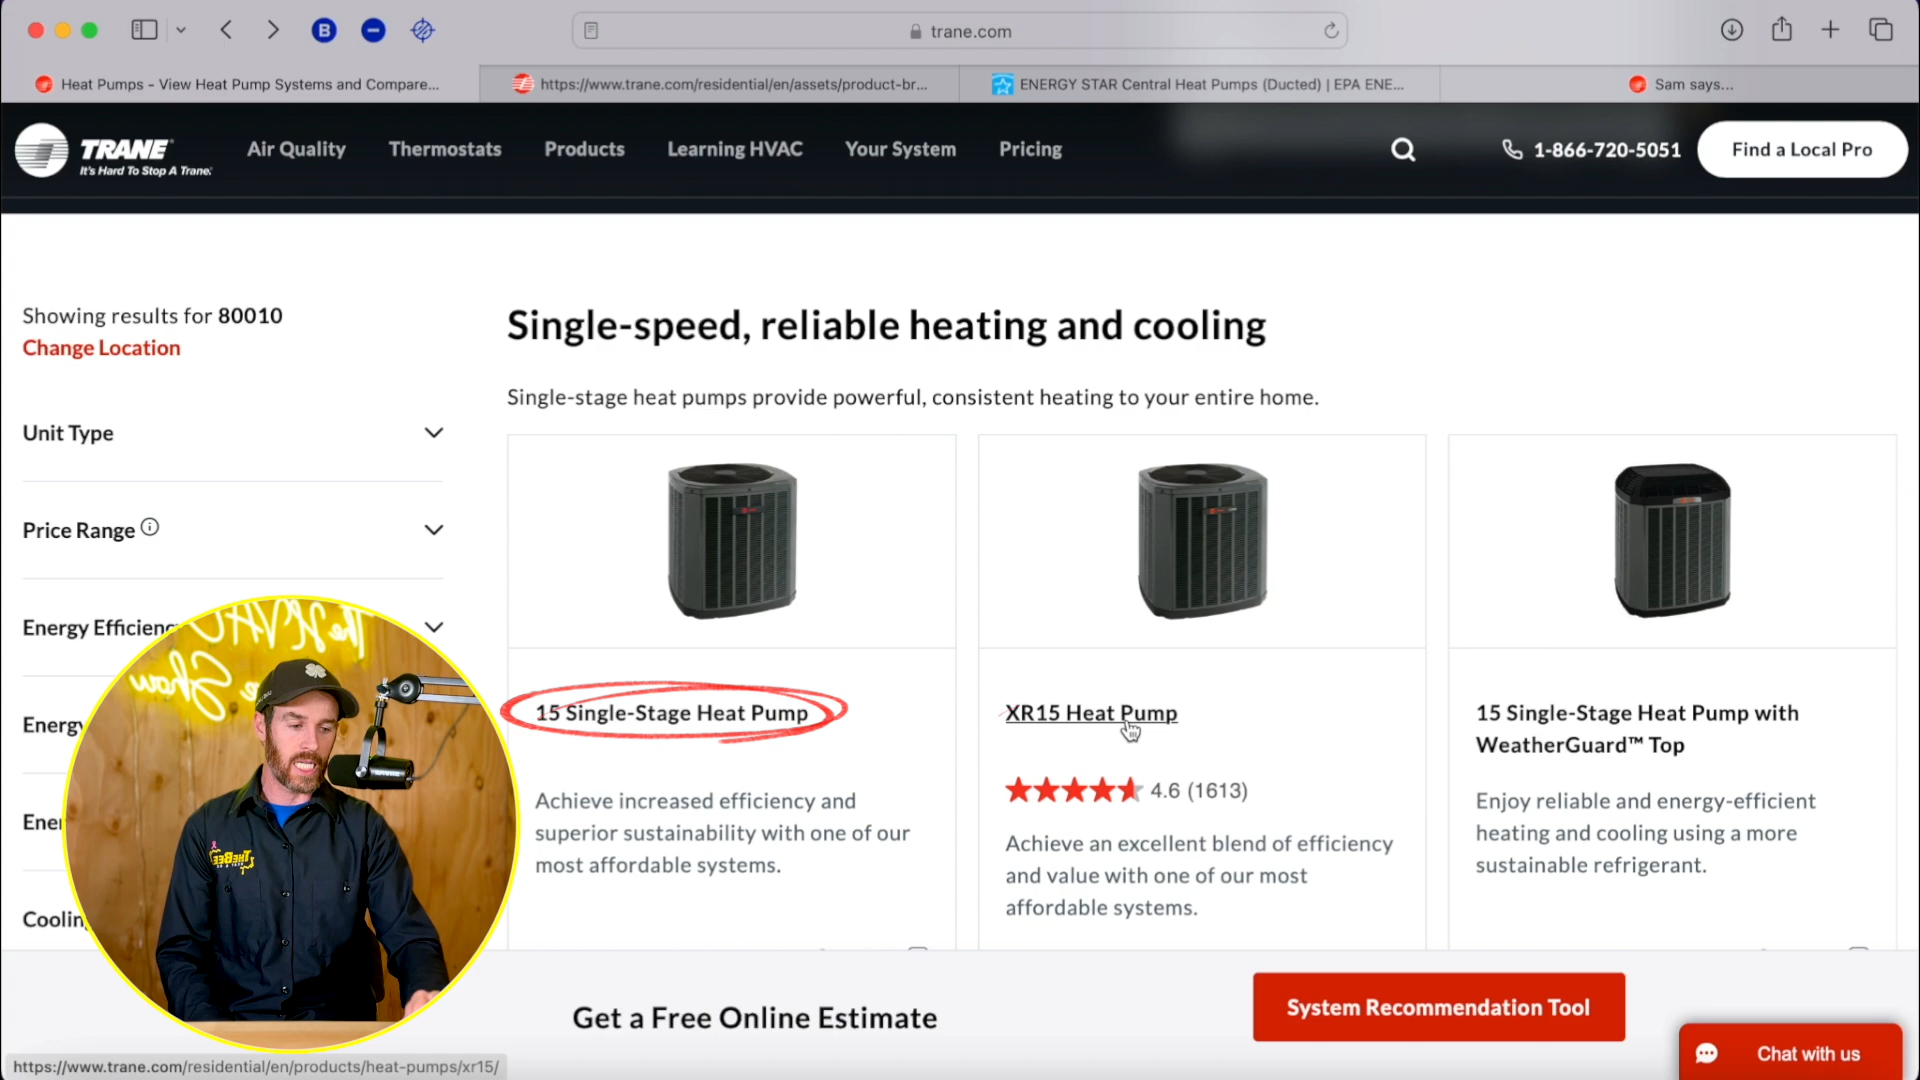 B
trane.com
Heat Pumps – View Heat Pump Systems and Compare...
https://www.trane.com/residential/en/assets/product-br...
ENERGY STAR Central Heat Pumps (Ducted) | EPA ENE...
Sam says...
TRANE
It's Hard To Stop A Trane.
Air Quality
Thermostats
Products
Learning HVAC
Your System
Pricing
1-866-720-5051
Find a Local Pro
Showing results for 80010
Change Location
Unit Type
Price Range
Energy Efficienc
Energy
Ener
Cooling
Single-speed, reliable heating and cooling
Single-stage heat pumps provide powerful, consistent heating to your entire home.
15 Single-Stage Heat Pump
Achieve increased efficiency and
superior sustainability with one of our
most affordable systems.
XR15 Heat Pump
4.6 (1613)
Achieve an excellent blend of efficiency
and value with one of our most
affordable systems.
15 Single-Stage Heat Pump with
WeatherGuard™ Top
Enjoy reliable and energy-efficient
heating and cooling using a more
sustainable refrigerant.
The HVAC
Show
THE BEE
Get a Free Online Estimate
System Recommendation Tool
Chat with us
https://www.trane.com/residential/en/products/heat-pumps/xr15/